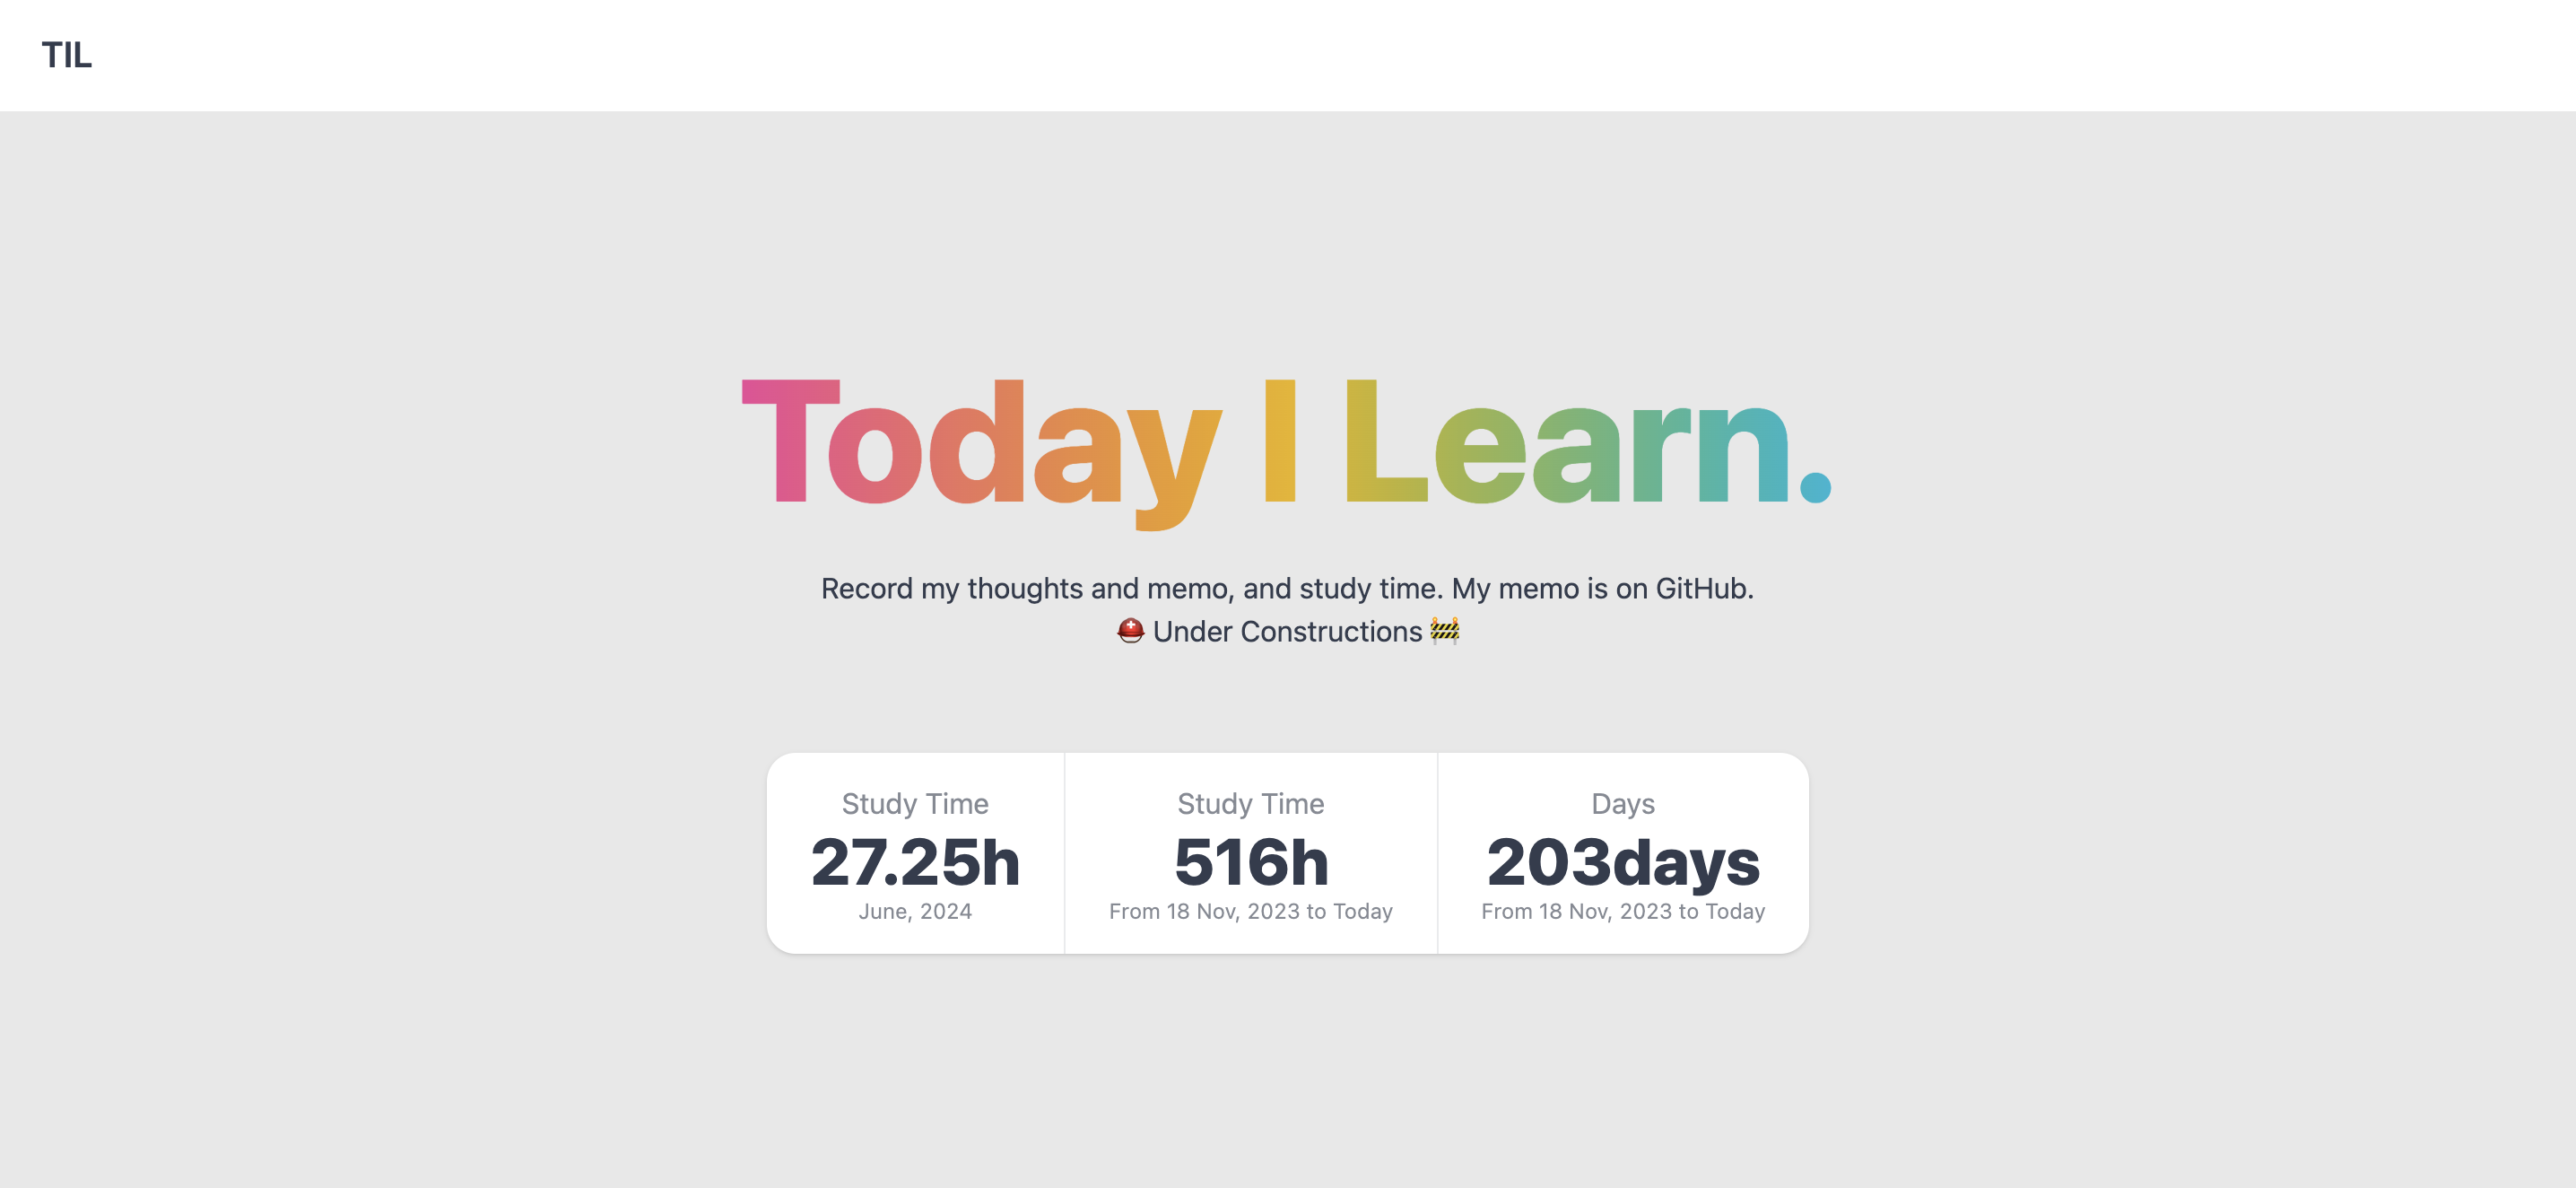 TIL
Today I Learn.
Record my thoughts and memo, and study time. My memo is on GitHub.
⛑️ Under Constructions 🚧
Study Time
27.25h
June, 2024
Study Time
516h
From 18 Nov, 2023 to Today
Days
203days
From 18 Nov, 2023 to Today